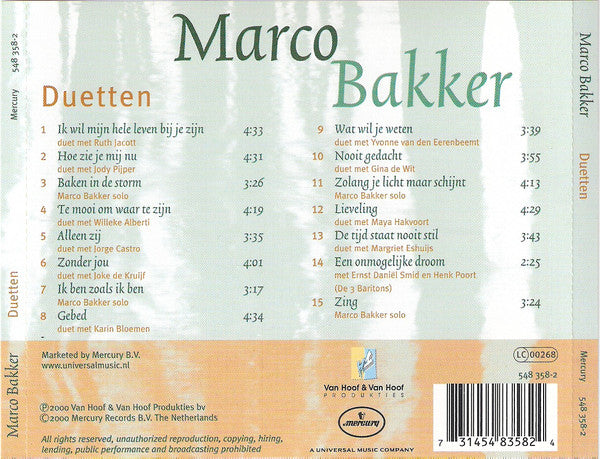 Marco
Bakker
Duetten
1 Ik wil mijn hele leven bij je zijn 4:33
duet met Ruth Jacott
2 Hoe zie je mij nu 4:31
duet met Jody Pijper
3 Baken in de storm 3:26
Marco Bakker solo
4 Te mooi om waar te zijn 4:19
duet met Willeke Alberti
5 Alleen zij 3:35
duet met Jorge Castro
6 Zonder jou 4:01
duet met Joke de Kruijf
7 Ik ben zoals ik ben 3:17
Marco Bakker solo
8 Gebed 4:34
duet met Karin Bloemen
9 Wat wil je weten 3:39
duet met Yvonne van den Eerenbeemt
10 Nooit gedacht 3:55
duet met Gina de Wit
11 Zolang je licht maar schijnt 4:13
Marco Bakker solo
12 Lieveling 4:29
duet met Maya Hakvoort
13 De tijd staat nooit stil 3:43
duet met Margriet Eshuijs
14 Een onmogelijke droom 2:25
met Ernst Daniël Smid en Henk Poort
(De 3 Baritons)
15 Zing 3:24
Marco Bakker solo
Marketed by Mercury B.V.
www.universalmusic.nl
℗2000 Van Hoof & Van Hoof Produkties bv
©2000 Mercury Records B.V. The Netherlands
All rights reserved, unauthorized reproduction, copying, hiring,
lending, public performance and broadcasting prohibited
Van Hoof & Van Hoof
PRODUKTIES
mercury
A UNIVERSAL MUSIC COMPANY
LC 00268
548 358-2
7 31454 83582 4
Marco Bakker Duetten Mercury 548 358-2
Marco Bakker Duetten Mercury 548 358-2